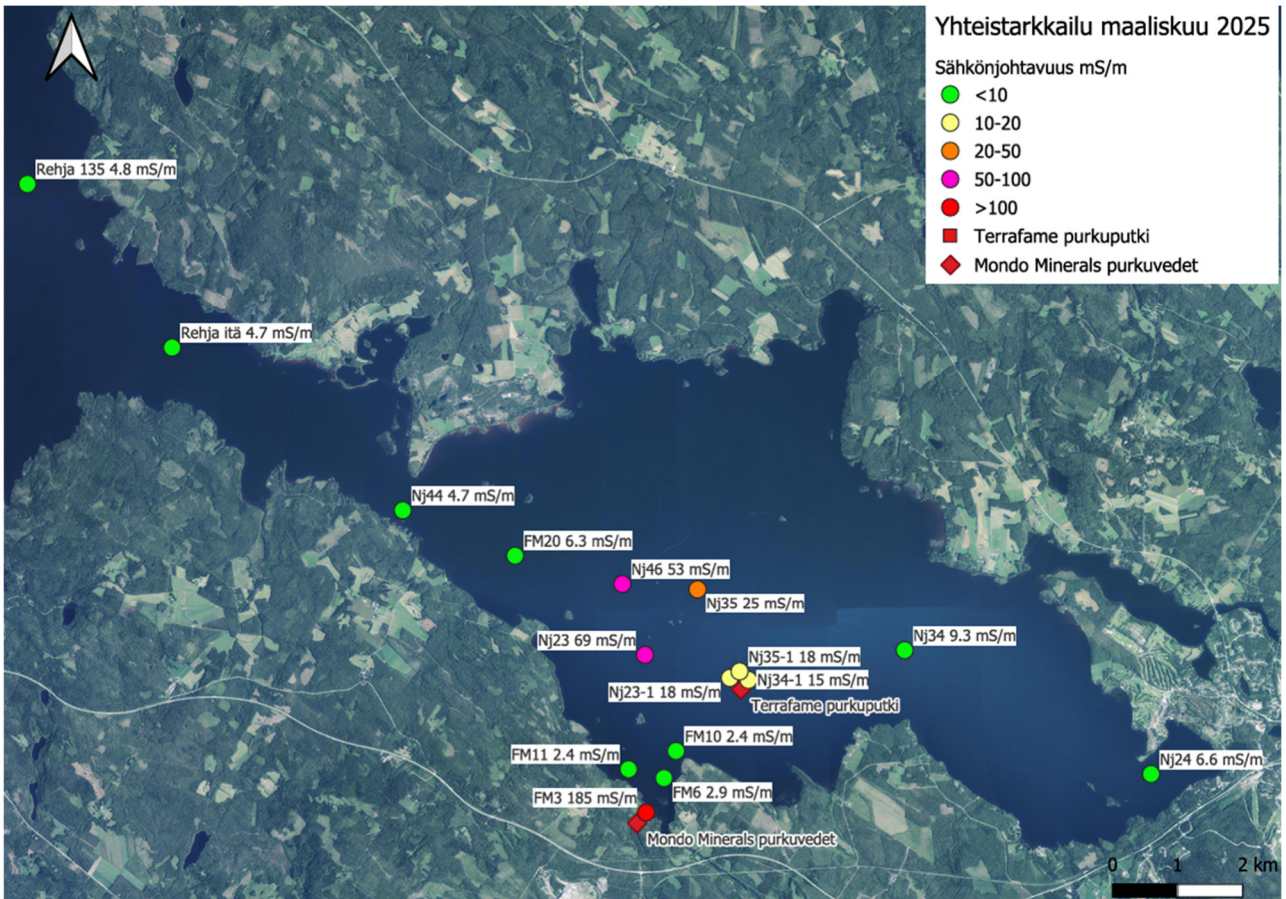 Yhteistarkkailu maaliskuu 2025
Sähkönjohtavuus mS/m
<10
10-20
20-50
50-100
>100
Terrafame purkuputki
Mondo Minerals purkuvedet
Rehja 135 4.8 mS/m
Rehja itä 4.7 mS/m
Nj44 4.7 mS/m
FM20 6.3 mS/m
Nj46 53 mS/m
Nj35 25 mS/m
Nj34 9.3 mS/m
Nj23 69 mS/m
Nj35-1 18 mS/m
Nj34-1 15 mS/m
Nj23-1 18 mS/m
Terrafame purkuputki
FM10 2.4 mS/m
FM11 2.4 mS/m
Nj24 6.6 mS/m
FM6 2.9 mS/m
FM3 185 mS/m
Mondo Minerals purkuvedet
0 1 2 km